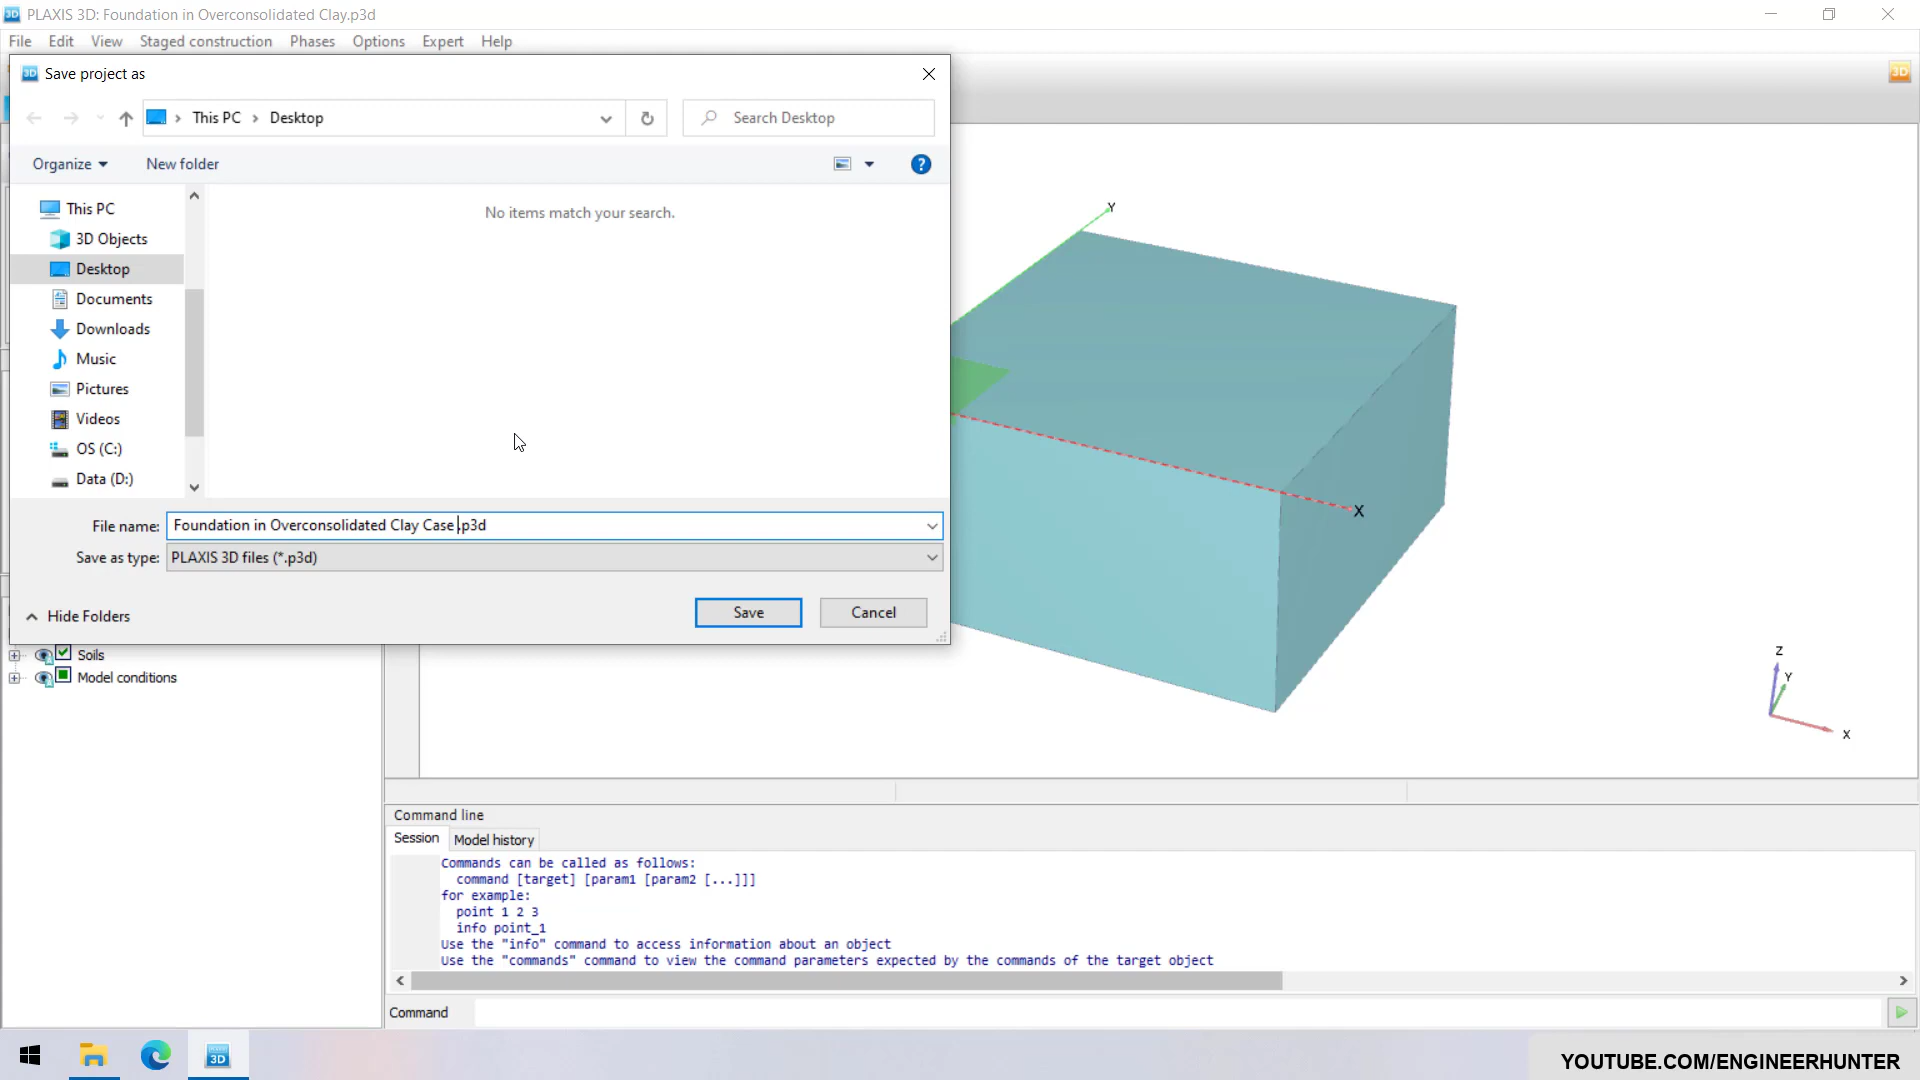 PLAXIS 3D: Foundation in Overconsolidated Clay.p3d
File Edit View Staged construction Phases Options Expert Help
3D Save project as
This PC > Desktop
Search Desktop
Organize New folder
?
This PC
3D Objects
Desktop
Documents
Downloads
Music
Pictures
Videos
OS (C:)
Data (D:)
No items match your search.
File name: Foundation in Overconsolidated Clay Case .p3d
Save as type: PLAXIS 3D files (*.p3d)
Hide Folders
Save Cancel
Soils
Model conditions
3D
Y
X
Z
Y
X
Command line
Session Model history
Commands can be called as follows:
command [target] [param1 [param2 [...]]]
for example:
point 1 2 3
info point_1
Use the "info" command to access information about an object
Use the "commands" command to view the command parameters expected by the commands of the target object
Command
3D
YOUTUBE.COM/ENGINEERHUNTER